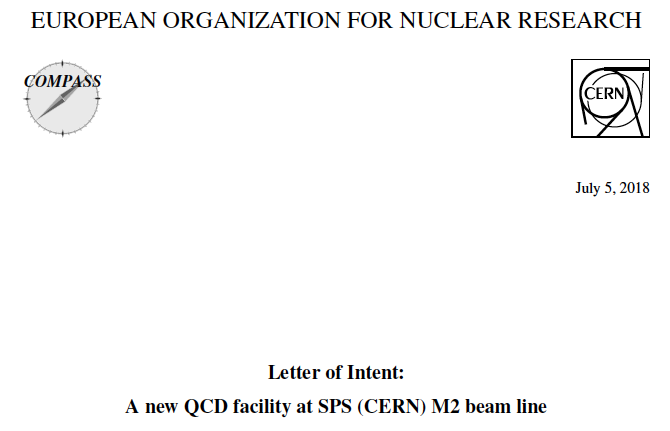 EUROPEAN ORGANIZATION FOR NUCLEAR RESEARCH
COMPASS
CERN
July 5, 2018
Letter of Intent:
A new QCD facility at SPS (CERN) M2 beam line